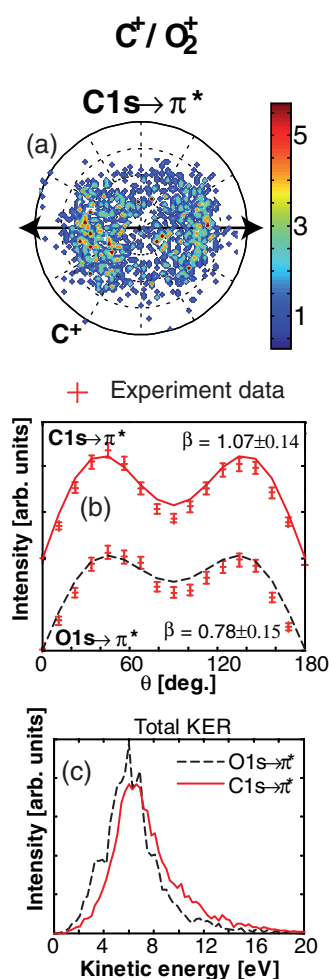 C⁺/ O₂⁺
C1s→π*
(a)
5
3
1
C⁺
Experiment data
C1s→π*
β = 1.07±0.14
(b)
Intensity [arb. units]
β = 0.78±0.15
O1s→π*
0 60 120 180
θ [deg.]
Total KER
(c)
O1s→π*
C1s→π*
Intensity [arb. units]
0 4 8 12 16 20
Kinetic energy [eV]